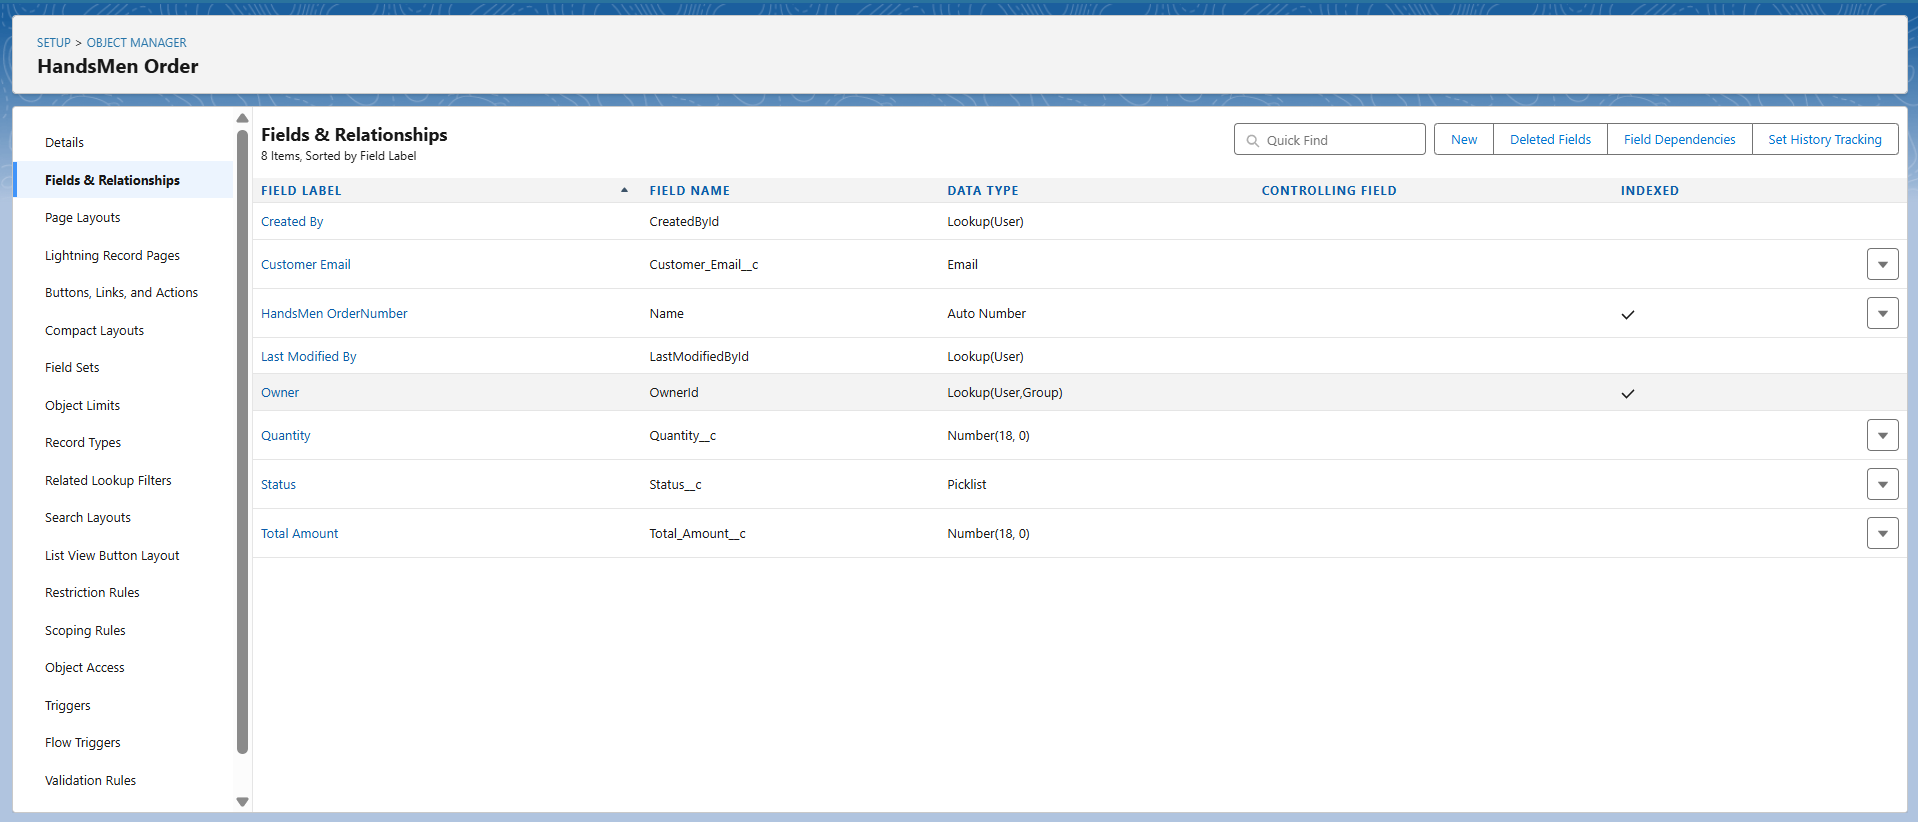 SETUP > OBJECT MANAGER
HandsMen Order
Details
Fields & Relationships
Page Layouts
Lightning Record Pages
Buttons, Links, and Actions
Compact Layouts
Field Sets
Object Limits
Record Types
Related Lookup Filters
Search Layouts
List View Button Layout
Restriction Rules
Scoping Rules
Object Access
Triggers
Flow Triggers
Validation Rules
Fields & Relationships
8 Items, Sorted by Field Label
Quick Find
New
Deleted Fields
Field Dependencies
Set History Tracking
FIELD LABEL FIELD NAME DATA TYPE CONTROLLING FIELD INDEXED
Created By CreatedById Lookup(User)
Customer Email Customer_Email__c Email
HandsMen OrderNumber Name Auto Number
Last Modified By LastModifiedById Lookup(User)
Owner OwnerId Lookup(User,Group)
Quantity Quantity__c Number(18, 0)
Status Status__c Picklist
Total Amount Total_Amount__c Number(18, 0)